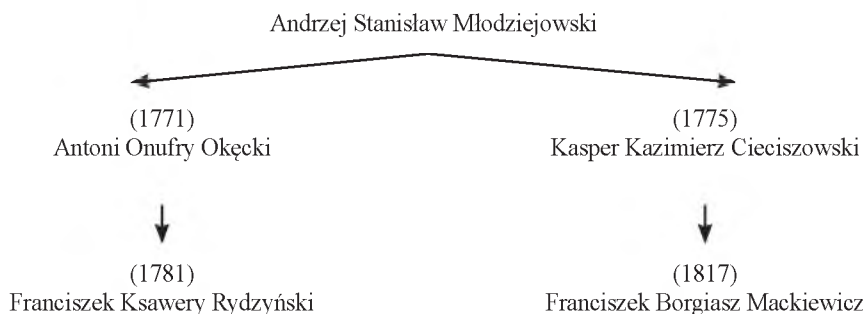 Andrzej Stanisław Młodziejowski
(1771)
Antoni Onufry Okęcki
(1775)
Kasper Kazimierz Cieciszowski
(1781)
Franciszek Ksawery Rydzyński
(1817)
Franciszek Borgiasz Mackiewicz